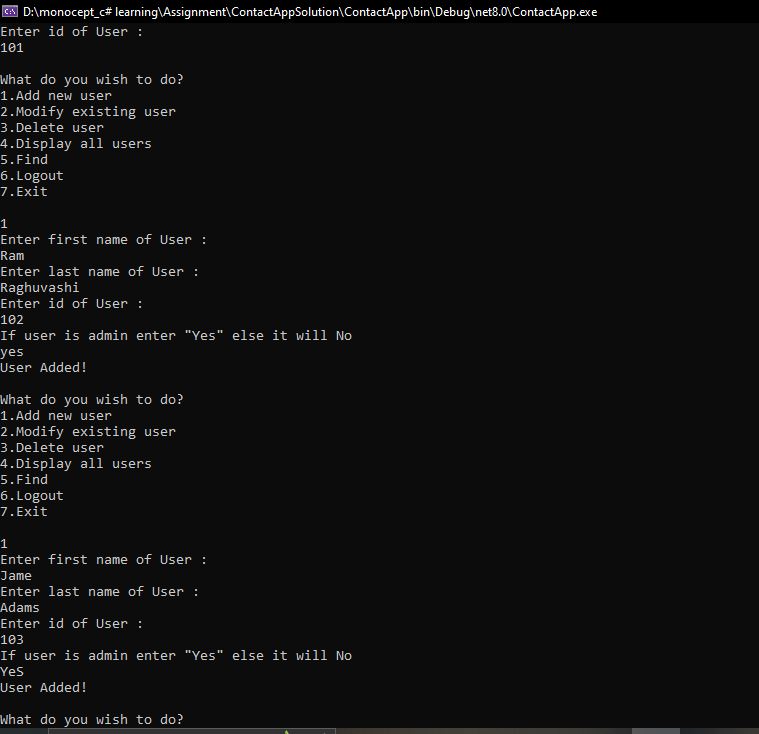 D:\monocept_c# learning\Assignment\ContactAppSolution\ContactApp\bin\Debug\net8.0\ContactApp.exe
Enter id of User :
101
What do you wish to do?
1.Add new user
2.Modify existing user
3.Delete user
4.Display all users
5.Find
6.Logout
7.Exit
1
Enter first name of User :
Ram
Enter last name of User :
Raghuvashi
Enter id of User :
102
If user is admin enter "Yes" else it will No
yes
User Added!
What do you wish to do?
1.Add new user
2.Modify existing user
3.Delete user
4.Display all users
5.Find
6.Logout
7.Exit
1
Enter first name of User :
Jame
Enter last name of User :
Adams
Enter id of User :
103
If user is admin enter "Yes" else it will No
YeS
User Added!
What do you wish to do?